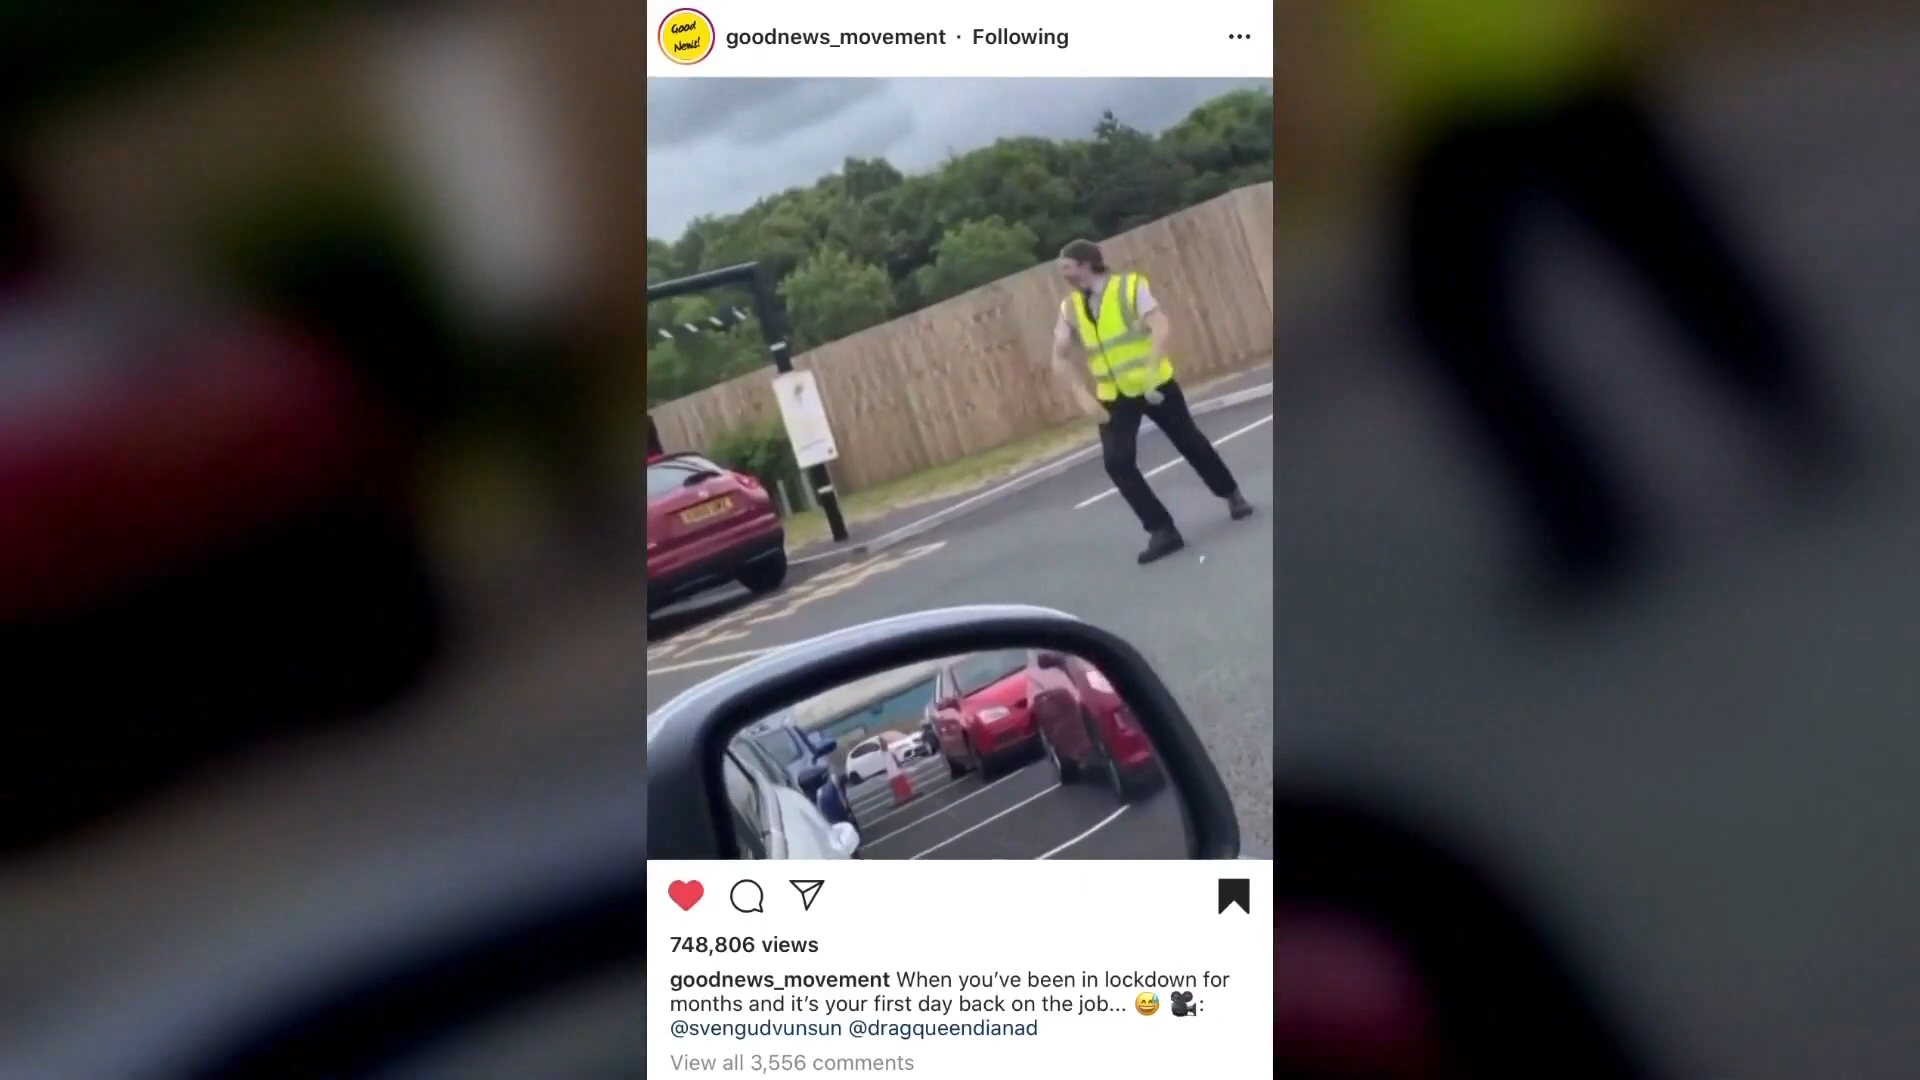 Good
News!
goodnews_movement · Following
748,806 views
goodnews_movement When you’ve been in lockdown for
months and it’s your first day back on the job... 😅 🎥:
@svengudvunsun @dragqueendianad
View all 3,556 comments